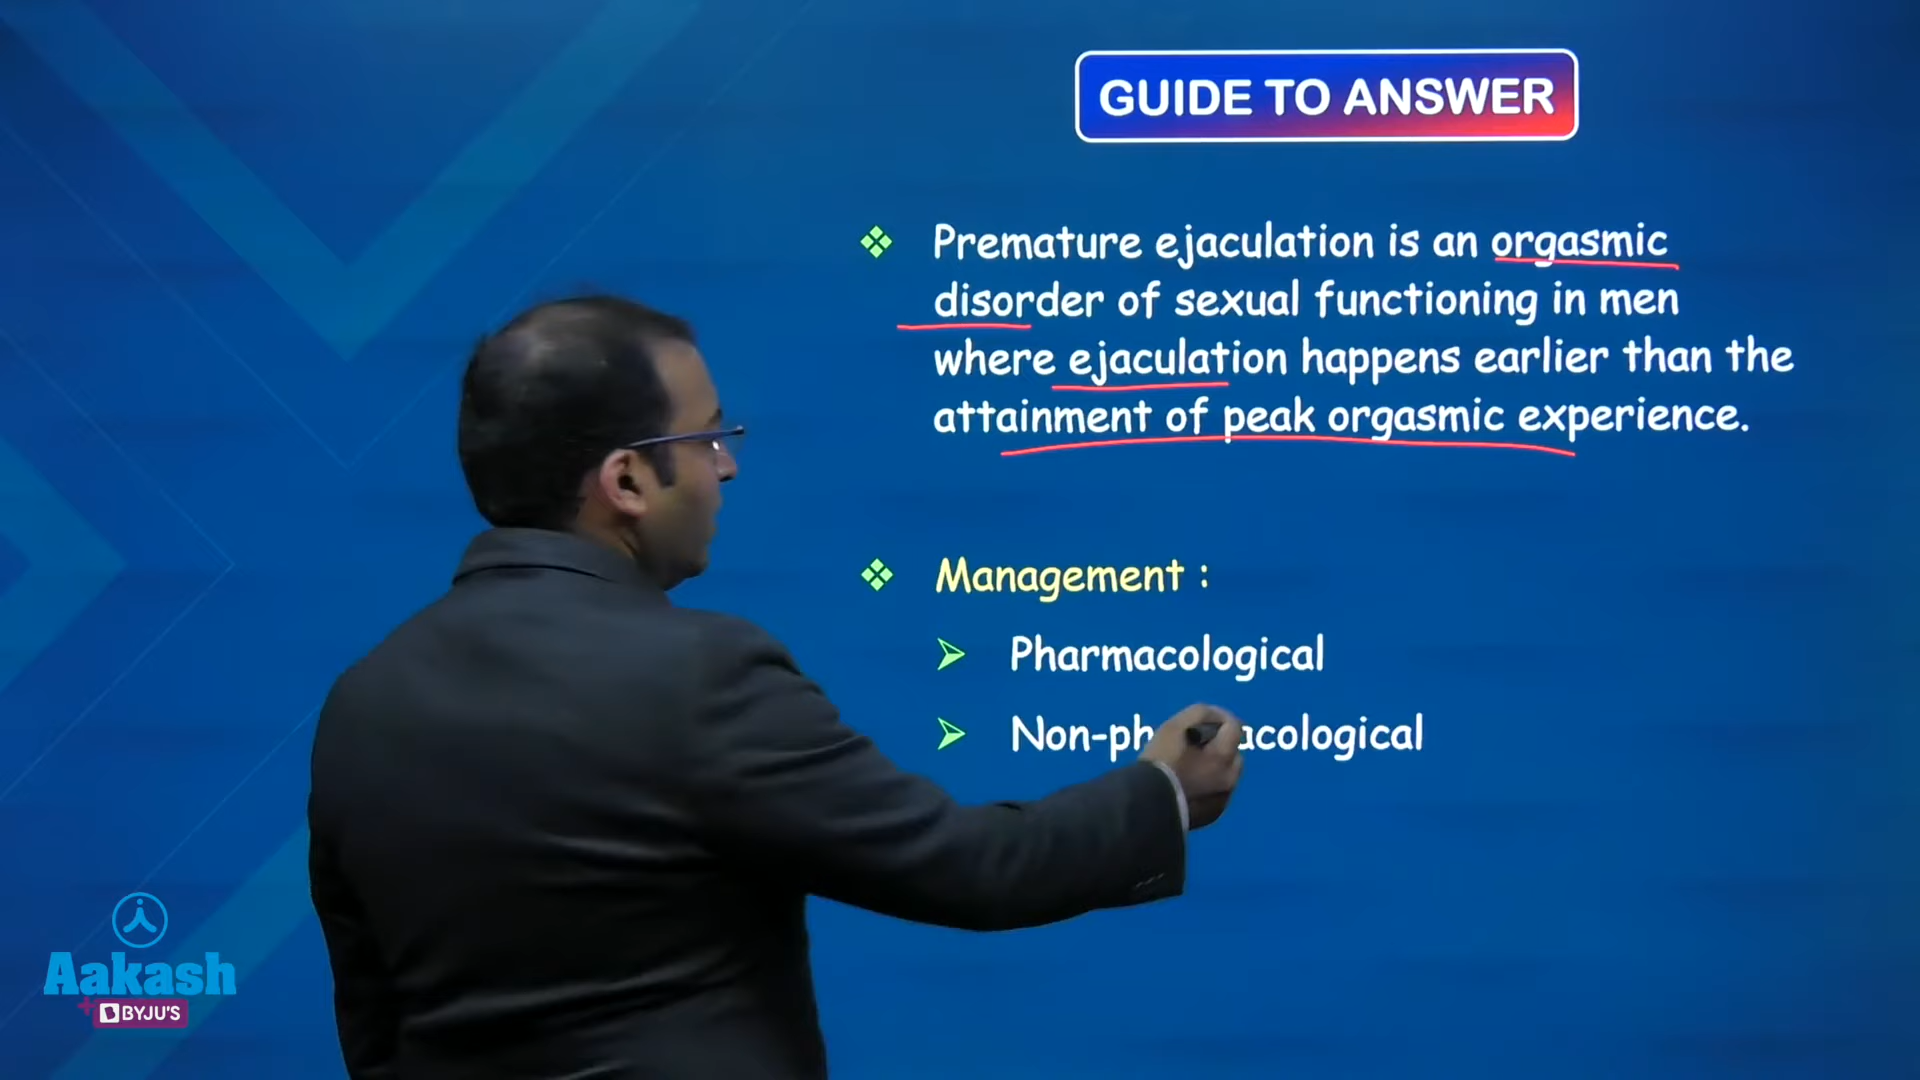 GUIDE TO ANSWER
Premature ejaculation is an orgasmic
disorder of sexual functioning in men
where ejaculation happens earlier than the
attainment of peak orgasmic experience.
Management :
Pharmacological
Aakash
+ BYJU'S